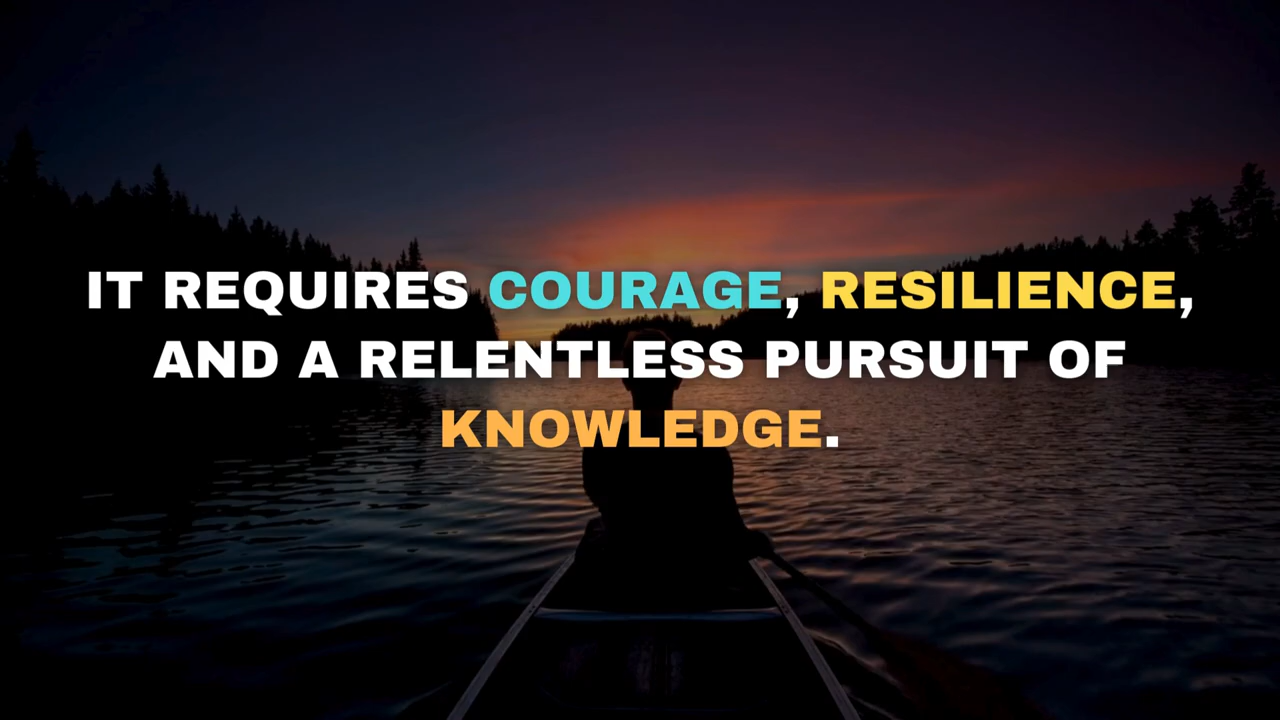 IT REQUIRES COURAGE, RESILIENCE,
AND A RELENTLESS PURSUIT OF
KNOWLEDGE.